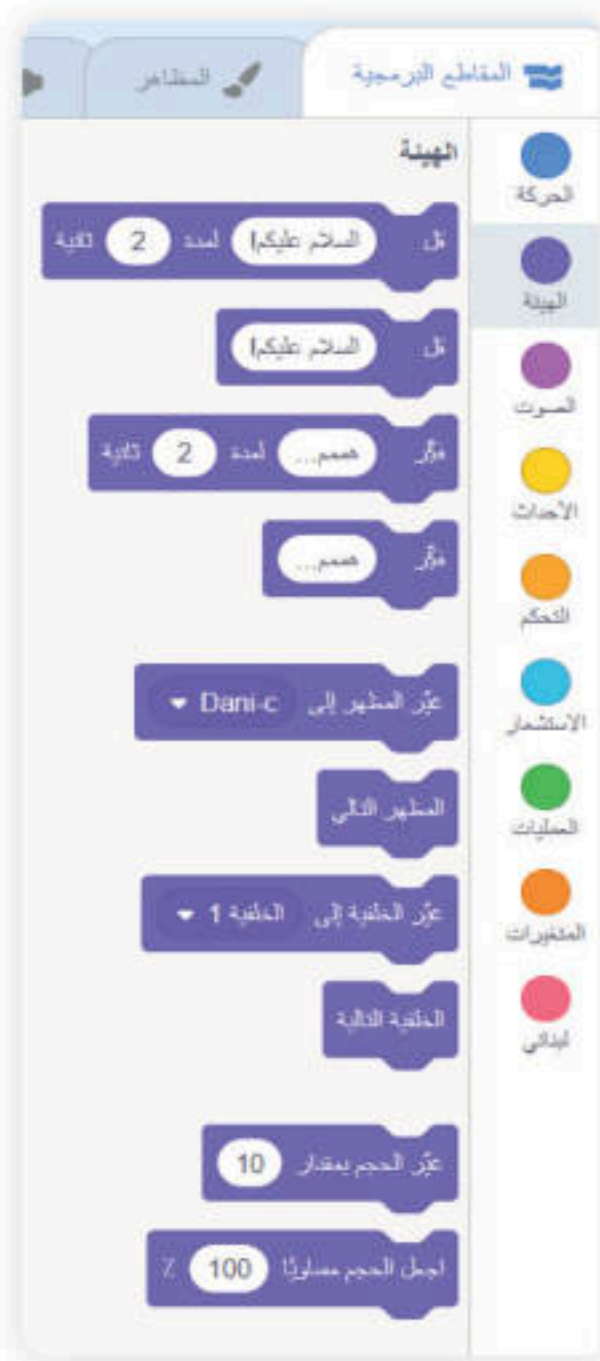 المقاطع البرمجية
المظاهر
الهيئة
قل السلام عليكم! لمدة 2 ثانية
قل السلام عليكم!
فكّر هممم... لمدة 2 ثانية
فكّر هممم...
غيّر المظهر إلى Dani-c
المظهر التالي
غيّر الخلفية إلى الخلفية 1
الخلفية التالية
غيّر الحجم بمقدار 10
اجعل الحجم مساويًا 100 ٪
الحركة
الهيئة
الصوت
الأحداث
التحكم
الاستشعار
العمليات
المتغيرات
لبناتي